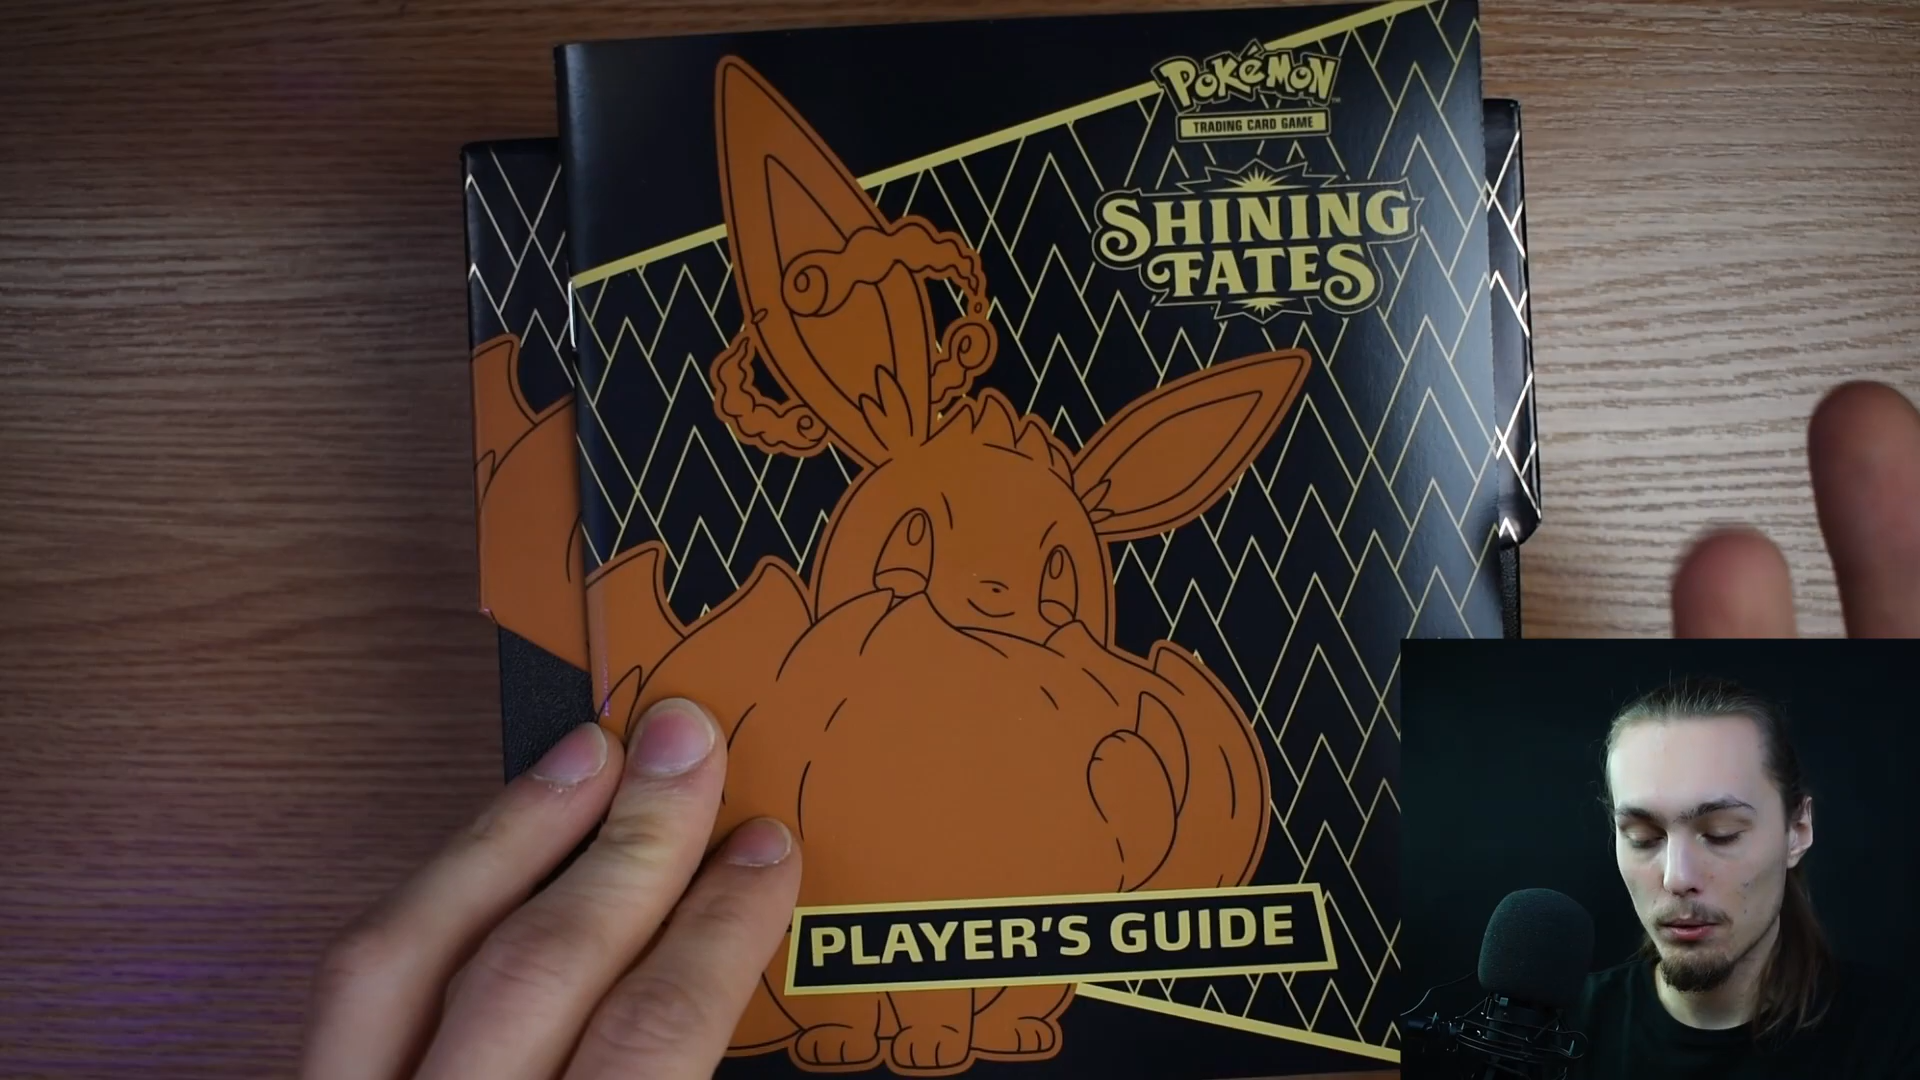 POKéMON
TRADING CARD GAME
SHINING
FATES
PLAYER'S GUIDE